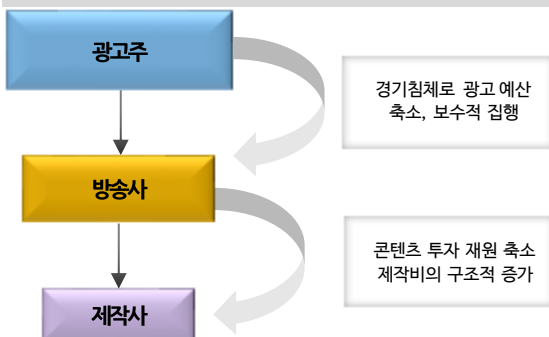 광고주
경기침체로 광고 예산
축소, 보수적 집행
방송사
콘텐츠 투자 재원 축소
제작비의 구조적 증가
제작사